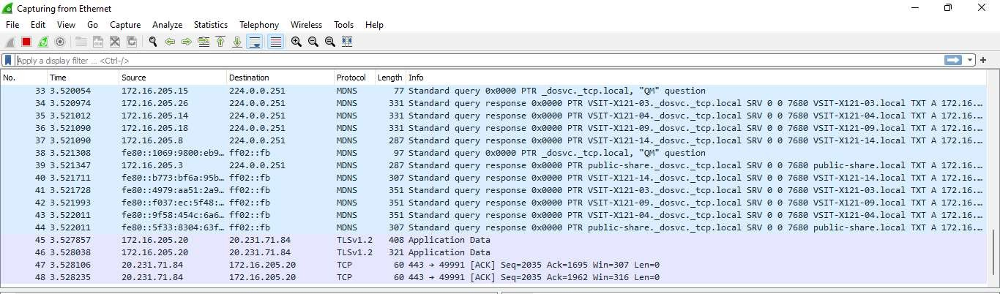 Capturing from Ethernet
File Edit View Go Capture Analyze Statistics Telephony Wireless Tools Help
Apply a display filter ... <Ctrl-/>
No. Time Source Destination Protocol Length Info
33 3.520054 172.16.205.15 224.0.0.251 MDNS 77 Standard query 0x0000 PTR _dosvc._tcp.local, "QM" question
34 3.520974 172.16.205.26 224.0.0.251 MDNS 331 Standard query response 0x0000 PTR VSIT-X121-03._dosvc._tcp.local SRV 0 0 7680 VSIT-X121-03.local TXT A 172.16...
35 3.521012 172.16.205.14 224.0.0.251 MDNS 331 Standard query response 0x0000 PTR VSIT-X121-04._dosvc._tcp.local SRV 0 0 7680 VSIT-X121-04.local TXT A 172.16...
36 3.521090 172.16.205.18 224.0.0.251 MDNS 331 Standard query response 0x0000 PTR VSIT-X121-09._dosvc._tcp.local SRV 0 0 7680 VSIT-X121-09.local TXT A 172.16...
37 3.521090 172.16.205.8 224.0.0.251 MDNS 287 Standard query response 0x0000 PTR VSIT-X121-14._dosvc._tcp.local SRV 0 0 7680 VSIT-X121-14.local TXT A 172.16...
38 3.521308 fe80::1069:9800:eb9… ff02::fb MDNS 97 Standard query 0x0000 PTR _dosvc._tcp.local, "QM" question
39 3.521347 172.16.205.3 224.0.0.251 MDNS 287 Standard query response 0x0000 PTR public-share._dosvc._tcp.local SRV 0 0 7680 public-share.local TXT A 172.16...
40 3.521711 fe80::b773:bf6a:95b… ff02::fb MDNS 307 Standard query response 0x0000 PTR VSIT-X121-14._dosvc._tcp.local SRV 0 0 7680 VSIT-X121-14.local TXT A 172.16...
41 3.521728 fe80::4979:aa51:2a9… ff02::fb MDNS 351 Standard query response 0x0000 PTR VSIT-X121-03._dosvc._tcp.local SRV 0 0 7680 VSIT-X121-03.local TXT A 172.16...
42 3.521993 fe80::f037:ec:5f48:… ff02::fb MDNS 351 Standard query response 0x0000 PTR VSIT-X121-09._dosvc._tcp.local SRV 0 0 7680 VSIT-X121-09.local TXT A 172.16...
43 3.522011 fe80::9f58:454c:6a6… ff02::fb MDNS 351 Standard query response 0x0000 PTR VSIT-X121-04._dosvc._tcp.local SRV 0 0 7680 VSIT-X121-04.local TXT A 172.16...
44 3.522011 fe80::5f33:8304:63f… ff02::fb MDNS 307 Standard query response 0x0000 PTR public-share._dosvc._tcp.local SRV 0 0 7680 public-share.local TXT A 172.16...
45 3.527857 172.16.205.20 20.231.71.84 TLSv1.2 408 Application Data
46 3.528038 172.16.205.20 20.231.71.84 TLSv1.2 321 Application Data
47 3.528106 20.231.71.84 172.16.205.20 TCP 60 443 → 49991 [ACK] Seq=2035 Ack=1695 Win=307 Len=0
48 3.528235 20.231.71.84 172.16.205.20 TCP 60 443 → 49991 [ACK] Seq=2035 Ack=1962 Win=316 Len=0